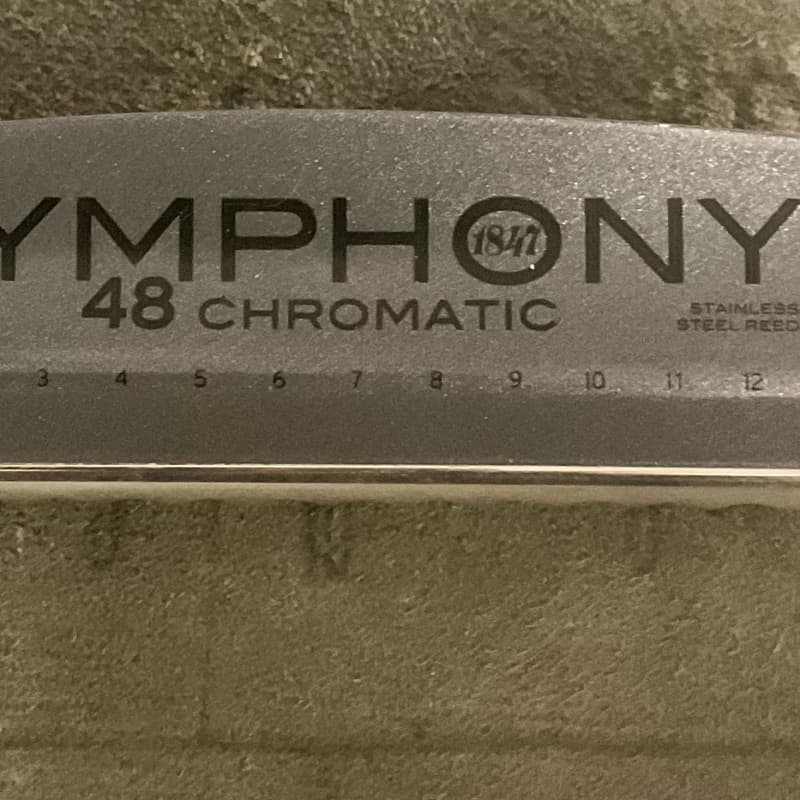 YMPHONY
1847
48 CHROMATIC
STAINLESS
STEEL REED
3 4 5 6 7 8 9 10 11 12